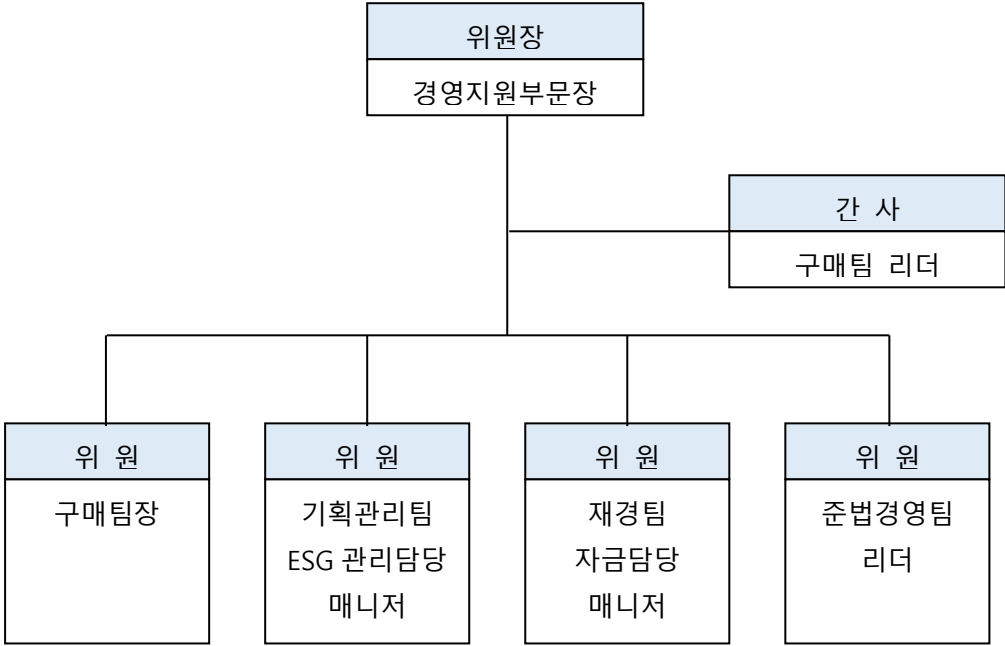 위원장
경영지원부문장
간 사
구매팀 리더
위 원
구매팀장
위 원
기획관리팀
ESG 관리담당
매니저
위 원
재경팀
자금담당
매니저
위 원
준법경영팀
리더